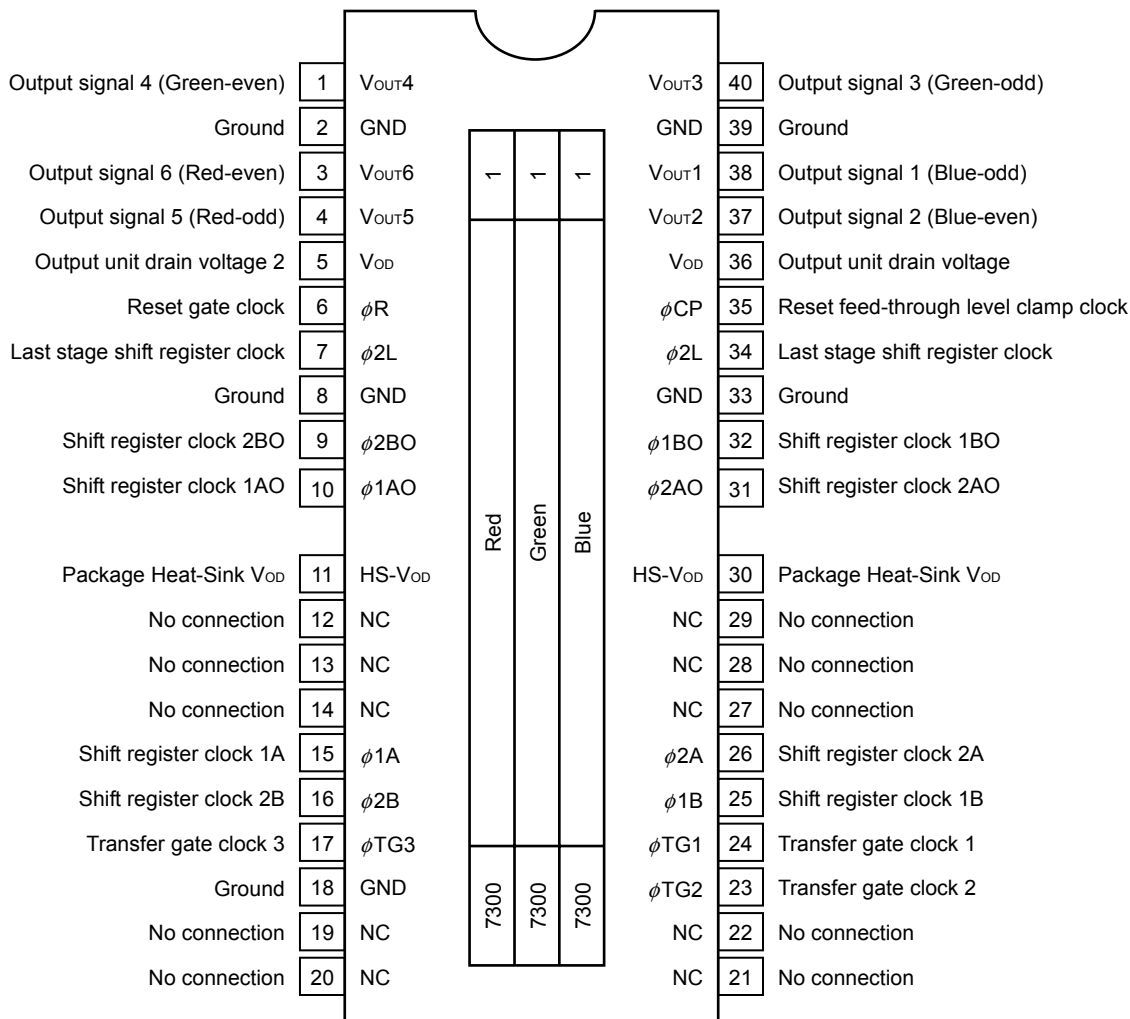 Output signal 4 (Green-even) 1 VOUT4 VOUT3 40 Output signal 3 (Green-odd)
Ground 2 GND GND 39 Ground
Output signal 6 (Red-even) 3 VOUT6 1 1 1 VOUT1 38 Output signal 1 (Blue-odd)
Output signal 5 (Red-odd) 4 VOUT5 VOUT2 37 Output signal 2 (Blue-even)
Output unit drain voltage 2 5 VOD VOD 36 Output unit drain voltage
Reset gate clock 6 ϕR ϕCP 35 Reset feed-through level clamp clock
Last stage shift register clock 7 ϕ2L ϕ2L 34 Last stage shift register clock
Ground 8 GND GND 33 Ground
Shift register clock 2BO 9 ϕ2BO ϕ1BO 32 Shift register clock 1BO
Shift register clock 1AO 10 ϕ1AO ϕ2AO 31 Shift register clock 2AO
Red Green Blue
Package Heat-Sink VOD 11 HS-VOD HS-VOD 30 Package Heat-Sink VOD
No connection 12 NC NC 29 No connection
No connection 13 NC NC 28 No connection
No connection 14 NC NC 27 No connection
Shift register clock 1A 15 ϕ1A ϕ2A 26 Shift register clock 2A
Shift register clock 2B 16 ϕ2B ϕ1B 25 Shift register clock 1B
Transfer gate clock 3 17 ϕTG3 ϕTG1 24 Transfer gate clock 1
Ground 18 GND 7300 7300 7300 ϕTG2 23 Transfer gate clock 2
No connection 19 NC NC 22 No connection
No connection 20 NC NC 21 No connection